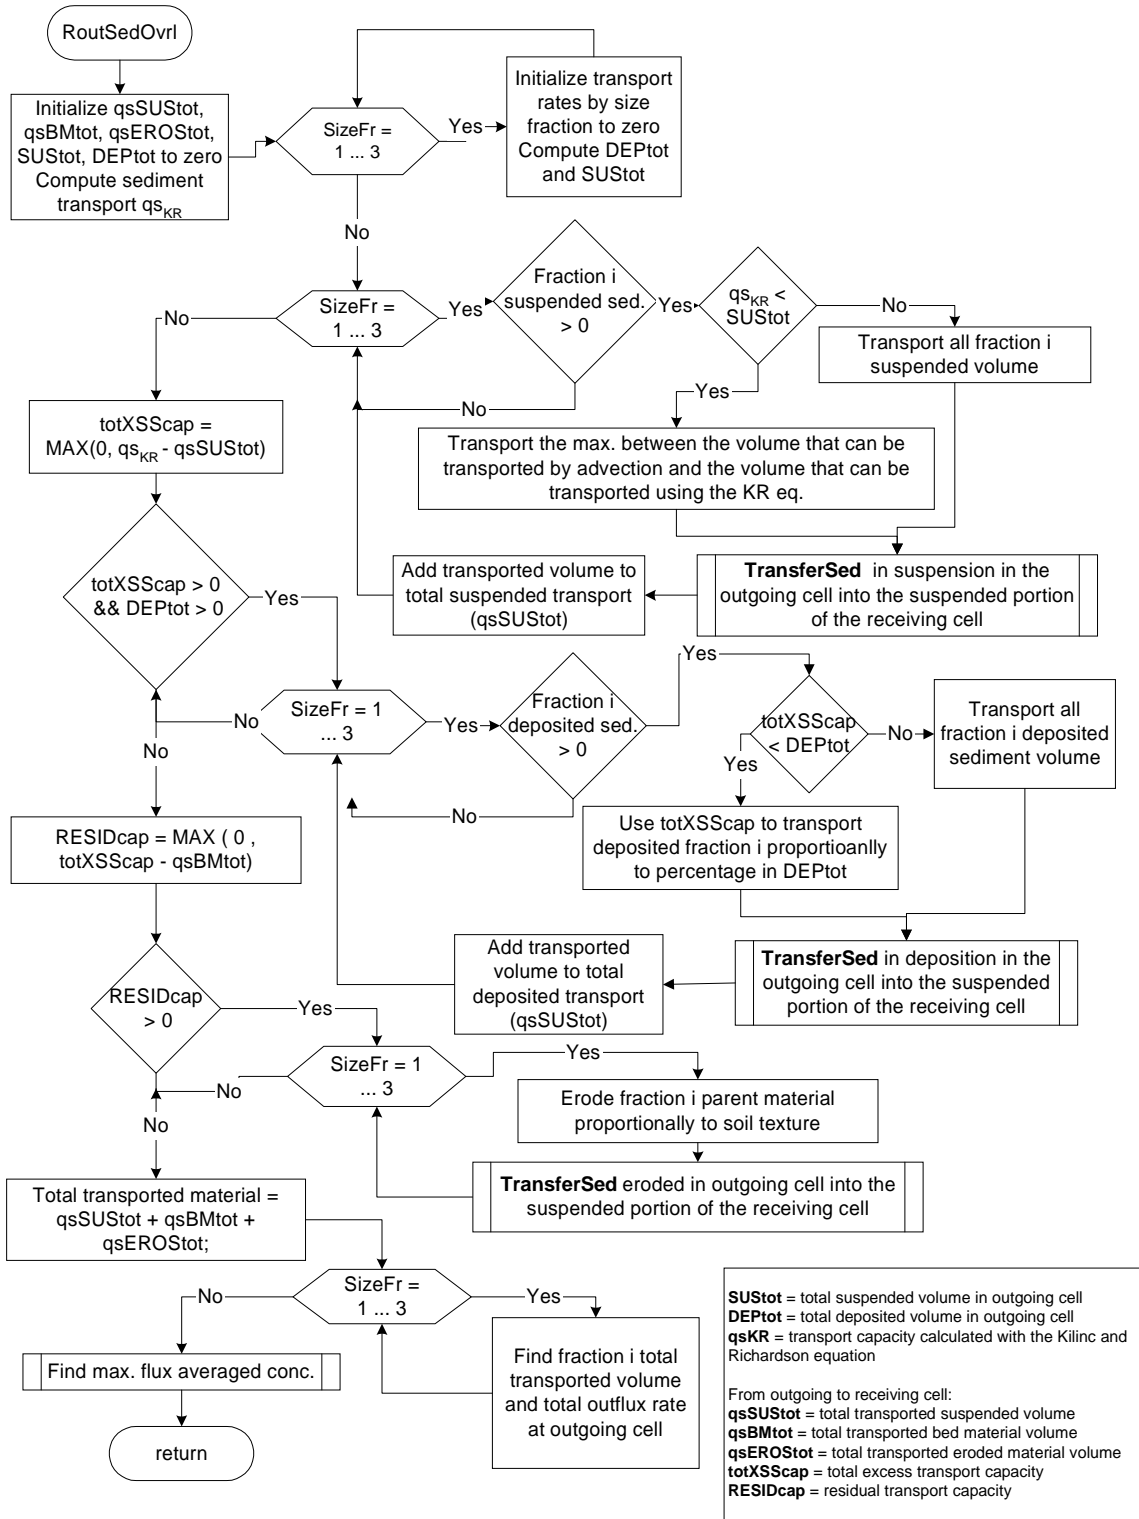 RoutSedOvrl
Initialize qsSUStot,
qsBMtot, qsEROStot,
SUStot, DEPtot to zero
Compute sediment
transport qsKR
SizeFr =
1 ... 3
Yes
Initialize transport
rates by size
fraction to zero
Compute DEPtot
and SUStot
No
SizeFr =
1 ... 3
Yes
No
Fraction i
suspended sed.
> 0
Yes
No
qsKR <
SUStot
No
Yes
Transport all fraction i
suspended volume
Transport the max. between the volume that can be
transported by advection and the volume that can be
transported using the KR eq.
TransferSed in suspension in the
outgoing cell into the suspended portion
of the receiving cell
Add transported volume to
total suspended transport
(qsSUStot)
totXSScap =
MAX(0, qsKR - qsSUStot)
totXSScap > 0
&& DEPtot > 0
Yes
No
SizeFr = 1
... 3
No
Yes
Fraction i
deposited sed.
> 0
Yes
No
totXSScap
< DEPtot
No
Yes
Transport all
fraction i deposited
sediment volume
Use totXSScap to transport
deposited fraction i proportioanlly
to percentage in DEPtot
TransferSed in deposition in the
outgoing cell into the suspended
portion of the receiving cell
Add transported
volume to total
deposited transport
(qsSUStot)
RESIDcap = MAX ( 0 ,
totXSScap - qsBMtot)
RESIDcap
> 0
Yes
No
SizeFr = 1
... 3
No
Yes
Erode fraction i parent material
proportionally to soil texture
TransferSed eroded in outgoing cell into the
suspended portion of the receiving cell
Total transported material =
qsSUStot + qsBMtot +
qsEROStot;
SizeFr =
1 ... 3
No
Yes
Find fraction i total
transported volume
and total outflux rate
at outgoing cell
Find max. flux averaged conc.
return
SUStot = total suspended volume in outgoing cell
DEPtot = total deposited volume in outgoing cell
qsKR = transport capacity calculated with the Kilinc and
Richardson equation
From outgoing to receiving cell:
qsSUStot = total transported suspended volume
qsBMtot = total transported bed material volume
qsEROStot = total transported eroded material volume
totXSScap = total excess transport capacity
RESIDcap = residual transport capacity